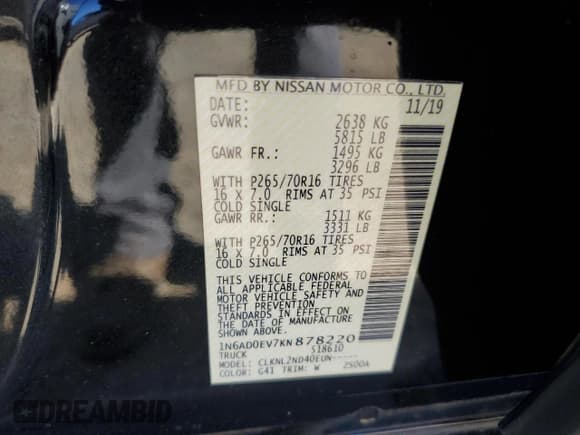 MFD BY NISSAN MOTOR CO., LTD.
DATE: 11/19
GVWR: 2638 KG
5815 LB
GAWR FR.: 1495 KG
3296 LB
WITH P265/70R16 TIRES
16 x 7.0 RIMS AT 35 PSI
COLD SINGLE
GAWR RR.: 1511 KG
3331 LB
WITH P265/70R16 TIRES
16 x 7.0 RIMS AT 35 PSI
COLD SINGLE
THIS VEHICLE CONFORMS TO
ALL APPLICABLE FEDERAL
MOTOR VEHICLE SAFETY AND
THEFT PREVENTION
STANDARDS IN EFFECT ON
THE DATE OF MANUFACTURE
1N6AD0EV7KN878220
TRUCK 518610
MODEL: CLKNL2ND40EUN-----
COLOR: G41 TRIM: W 2S00A
DREAMBID